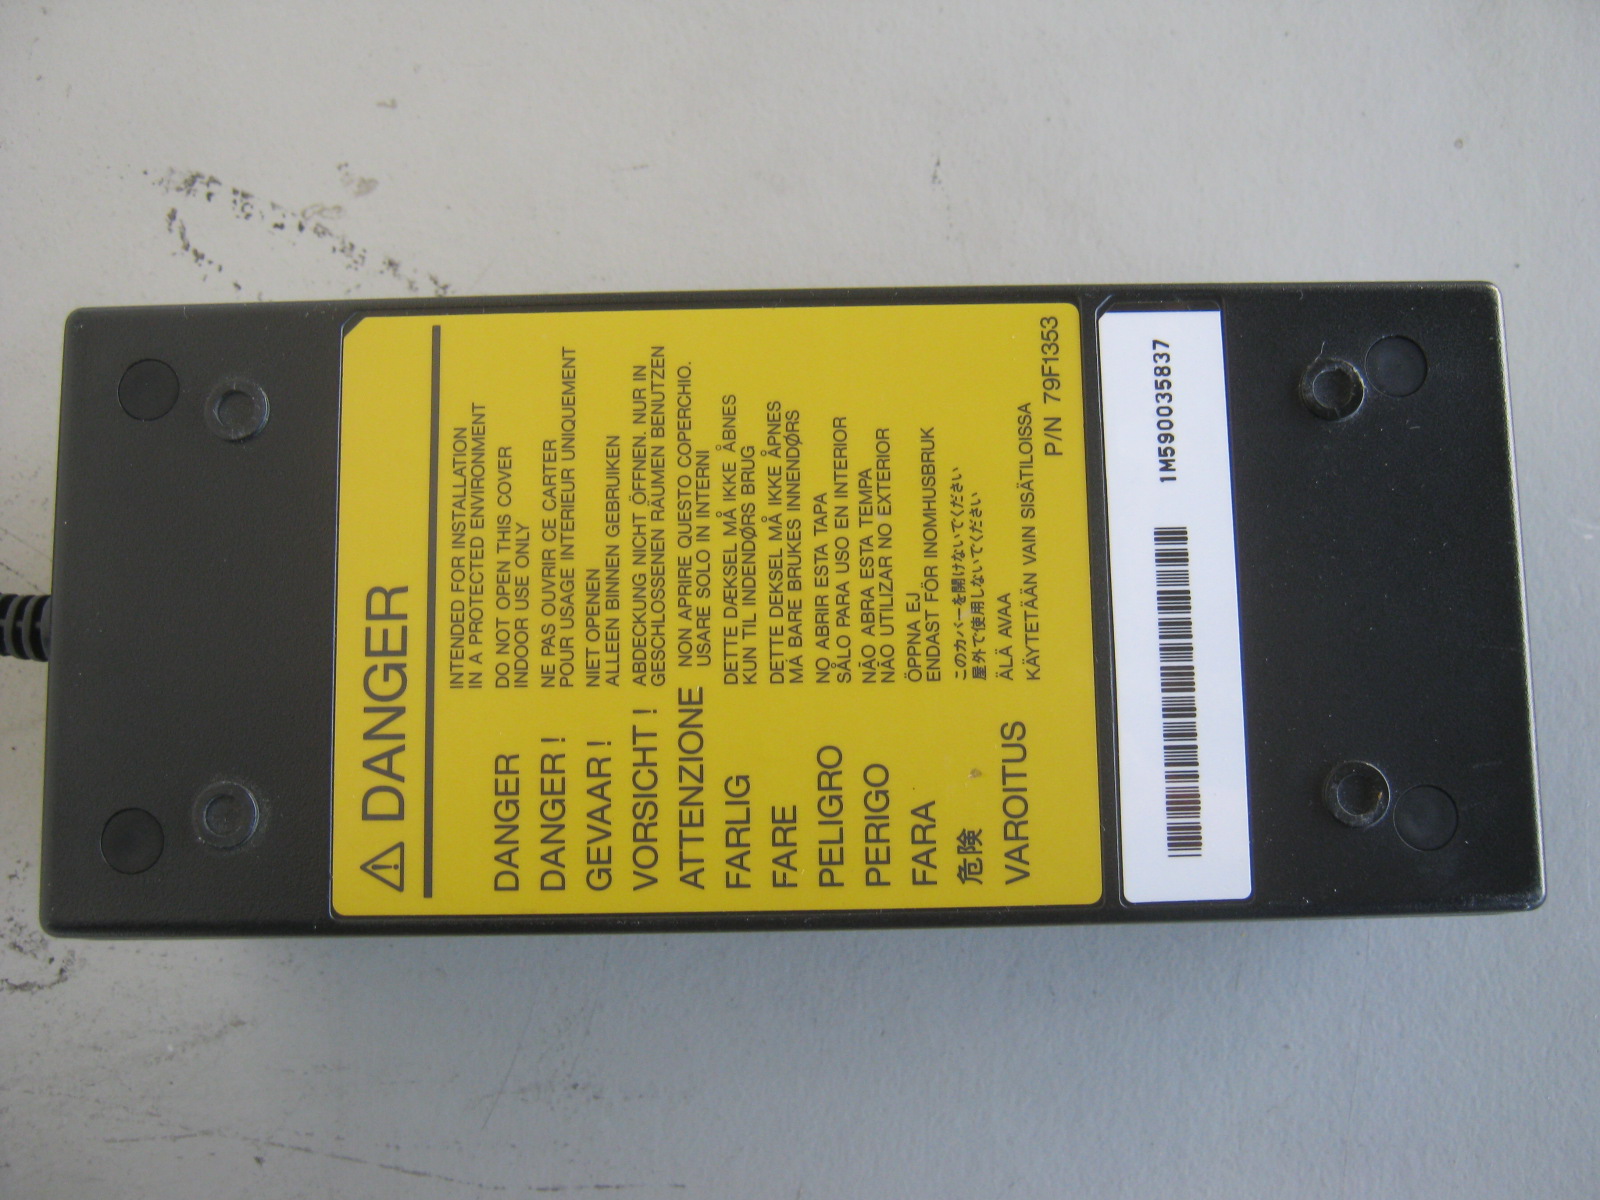 ⚠ DANGER
INTENDED FOR INSTALLATION
IN A PROTECTED ENVIRONMENT
DANGER DO NOT OPEN THIS COVER
INDOOR USE ONLY
DANGER ! NE PAS OUVRIR CE CARTER
POUR USAGE INTERIEUR UNIQUEMENT
GEVAAR ! NIET OPENEN
ALLEEN BINNEN GEBRUIKEN
VORSICHT ! ABDECKUNG NICHT ÖFFNEN. NUR IN
GESCHLOSSENEN RÄUMEN BENUTZEN
ATTENZIONE NON APRIRE QUESTO COPERCHIO.
USARE SOLO IN INTERNI
FARLIG DETTE DÆKSEL MÅ IKKE ÅBNES
KUN TIL INDENDØRS BRUG
FARE DETTE DEKSEL MÅ IKKE ÅPNES
MÅ BARE BRUKES INNENDØRS
PELIGRO NO ABRIR ESTA TAPA
SÅLO PARA USO EN INTERIOR
PERIGO NÃO ABRA ESTA TEMPA
NÃO UTILIZAR NO EXTERIOR
FARA ÖPPNA EJ
ENDAST FÖR INOMHUSBRUK
危険 このカバーを開けないでください
屋外で使用しないでください
VAROITUS ÄLÄ AVAA
KÄYTETÄÄN VAIN SISÄTILOISSA
P/N 79F1353
1M590035837